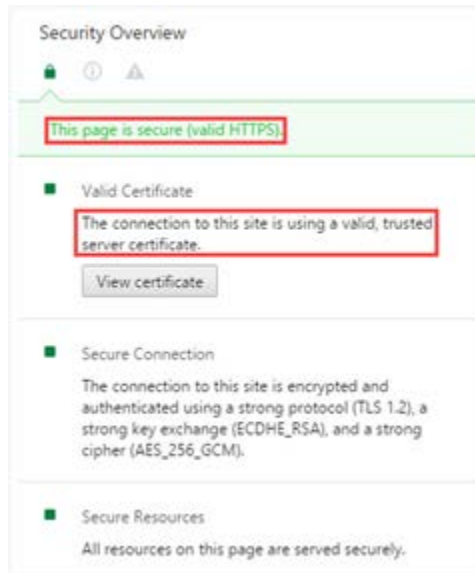 Security Overview
This page is secure (valid HTTPS).
Valid Certificate
The connection to this site is using a valid, trusted
server certificate.
View certificate
Secure Connection
The connection to this site is encrypted and
authenticated using a strong protocol (TLS 1.2), a
strong key exchange (ECDHE_RSA), and a strong
cipher (AES_256_GCM).
Secure Resources
All resources on this page are served securely.